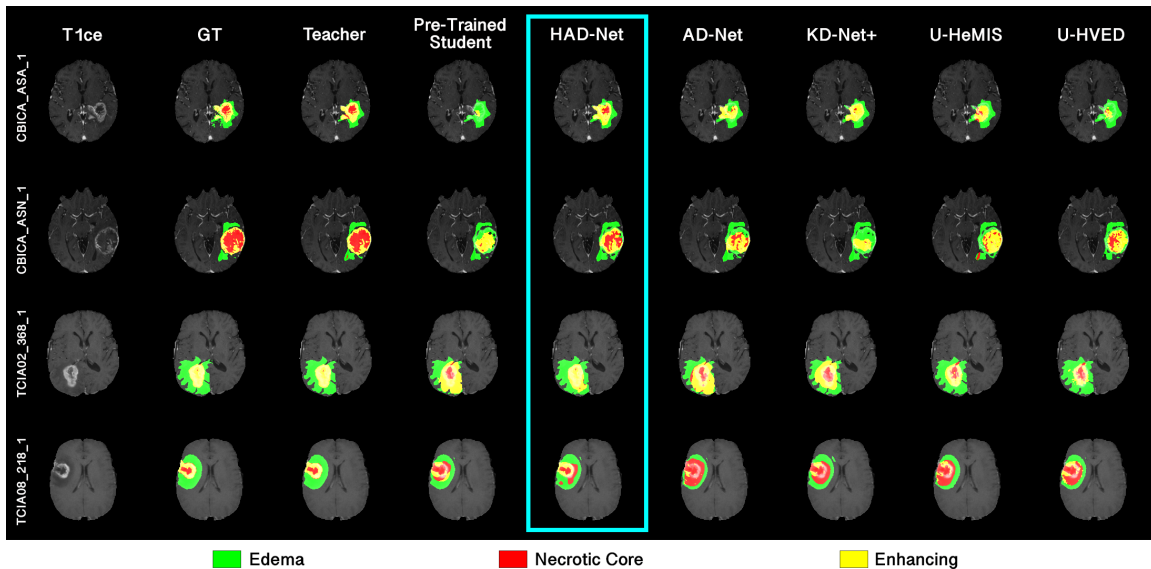 T1ce
GT
Teacher
Pre-Trained
Student
HAD-Net
AD-Net
KD-Net+
U-HeMIS
U-HVED
CBICA_ASA_1
CBICA_ASN_1
TCIA02_368_1
TCIA08_218_1
Edema
Necrotic Core
Enhancing